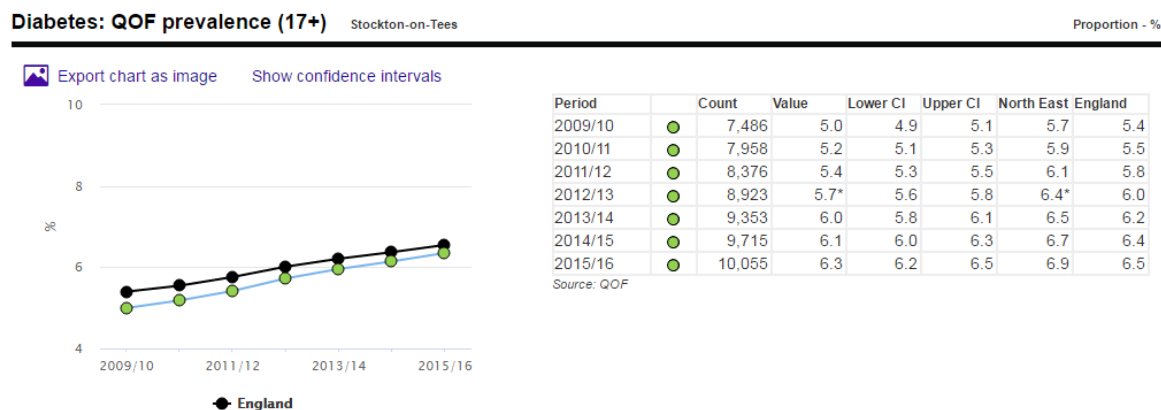 Diabetes: QOF prevalence (17+) Stockton-on-Tees Proportion - %
Export chart as image Show confidence intervals
10
8
%
6
4
2009/10 2011/12 2013/14 2015/16
England
Period Count Value Lower CI Upper CI North East England
2009/10 7,486 5.0 4.9 5.1 5.7 5.4
2010/11 7,958 5.2 5.1 5.3 5.9 5.5
2011/12 8,376 5.4 5.3 5.5 6.1 5.8
2012/13 8,923 5.7* 5.6 5.8 6.4* 6.0
2013/14 9,353 6.0 5.8 6.1 6.5 6.2
2014/15 9,715 6.1 6.0 6.3 6.7 6.4
2015/16 10,055 6.3 6.2 6.5 6.9 6.5
Source: QOF